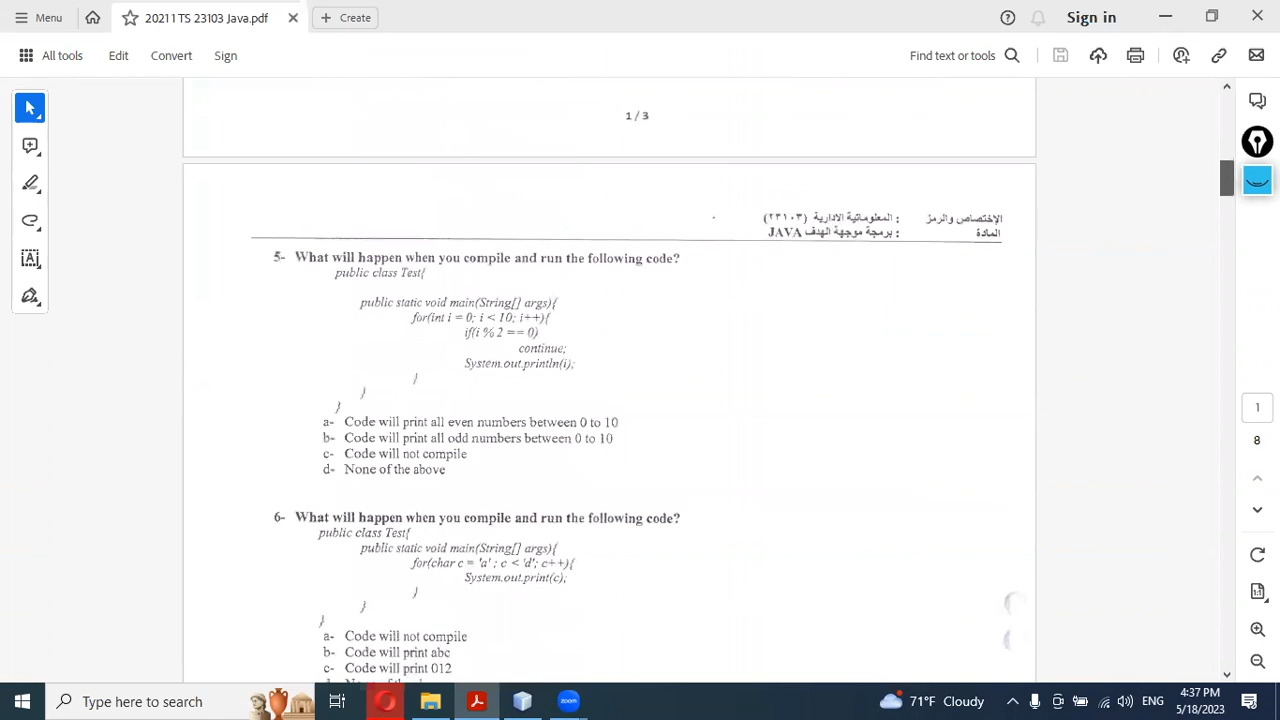 Menu
20211 TS 23103 Java.pdf
Create
Sign in
All tools
Edit
Convert
Sign
Find text or tools
1 / 3
الإختصاص والرمز : المعلوماتية الادارية (٢٣١٠٣)
المادة : برمجة موجهة الهدف JAVA
5- What will happen when you compile and run the following code?
public class Test{
public static void main(String[] args){
for(int i = 0; i < 10; i++){
if(i % 2 == 0)
continue;
System.out.println(i);
}
}
}
a- Code will print all even numbers between 0 to 10
b- Code will print all odd numbers between 0 to 10
c- Code will not compile
d- None of the above
6- What will happen when you compile and run the following code?
public class Test{
public static void main(String[] args){
for(char c = 'a' ; c < 'd'; c++){
System.out.print(c);
}
}
}
a- Code will not compile
b- Code will print abc
c- Code will print 012
1
8
Type here to search
zoom
71°F Cloudy
ENG
4:37 PM
5/18/2023